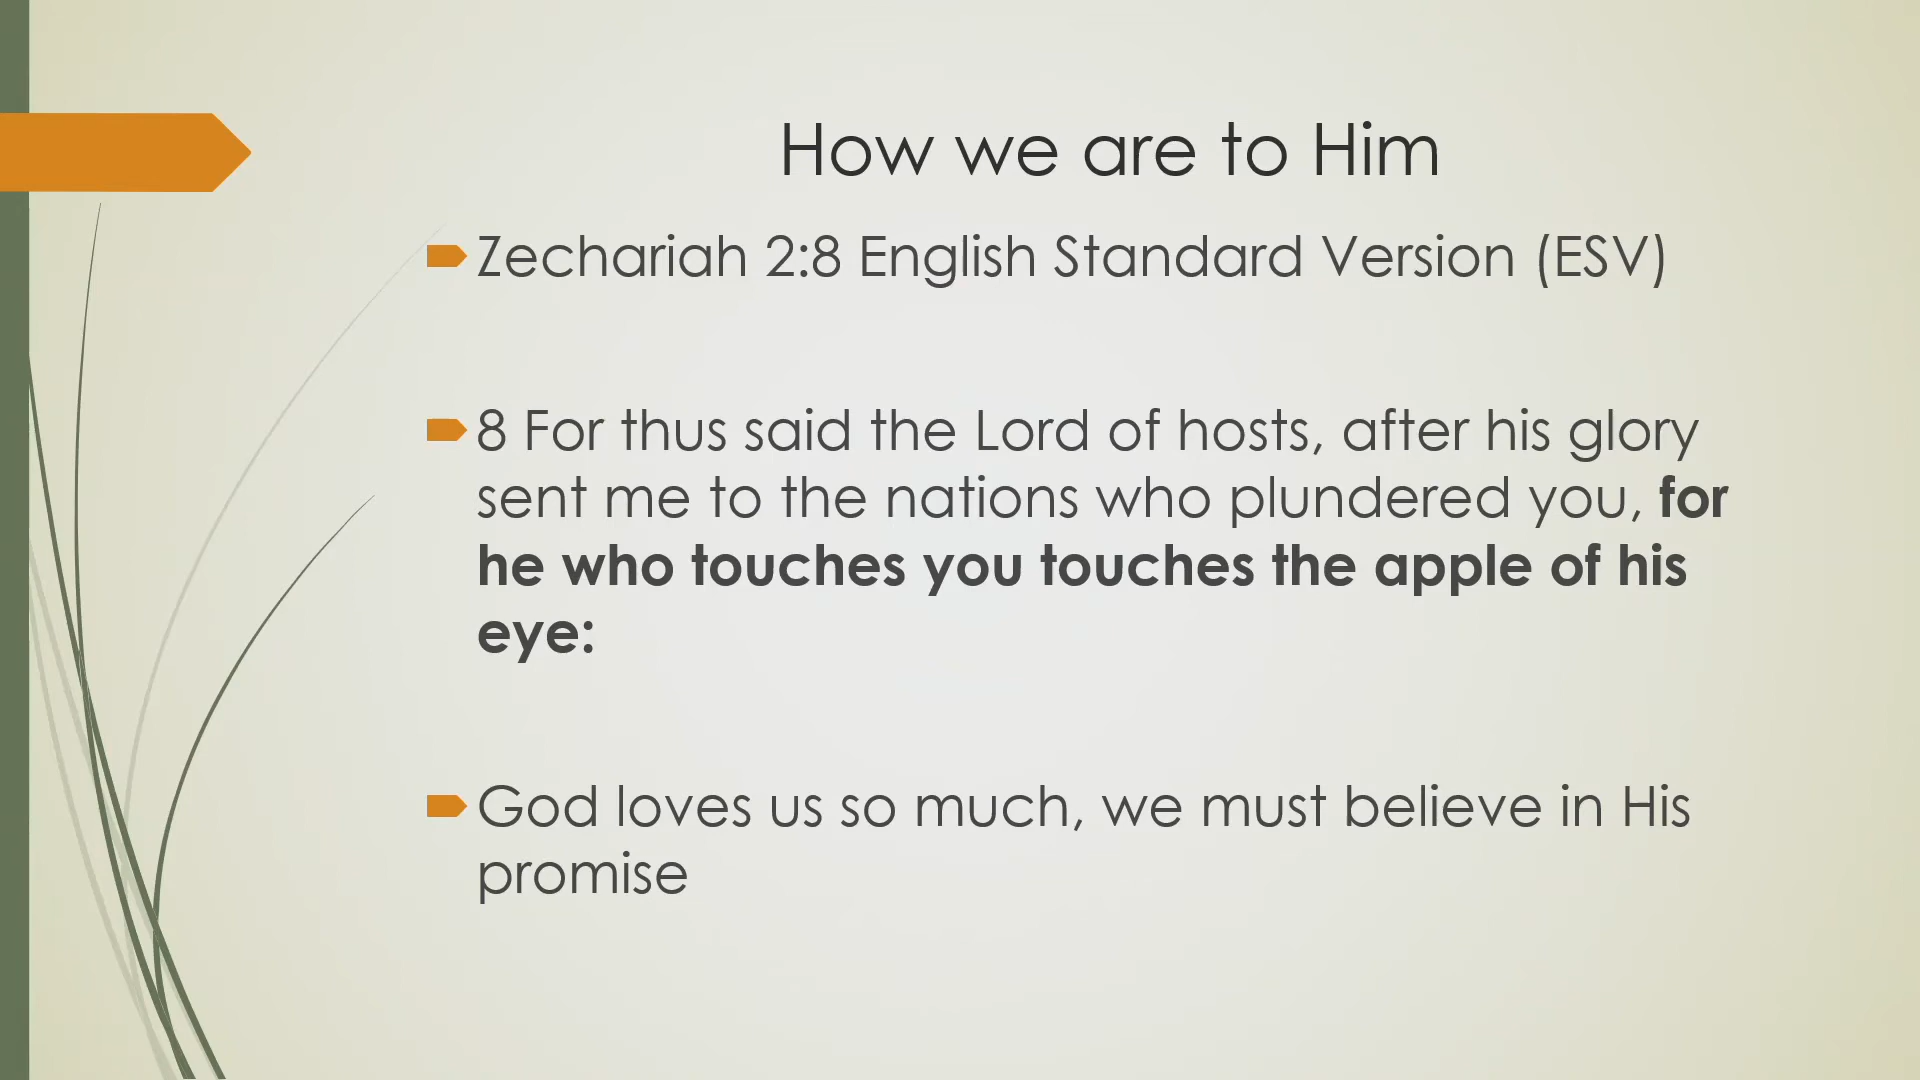 How we are to Him
Zechariah 2:8 English Standard Version (ESV)
8 For thus said the Lord of hosts, after his glory
sent me to the nations who plundered you, for
he who touches you touches the apple of his
eye:
God loves us so much, we must believe in His
promise